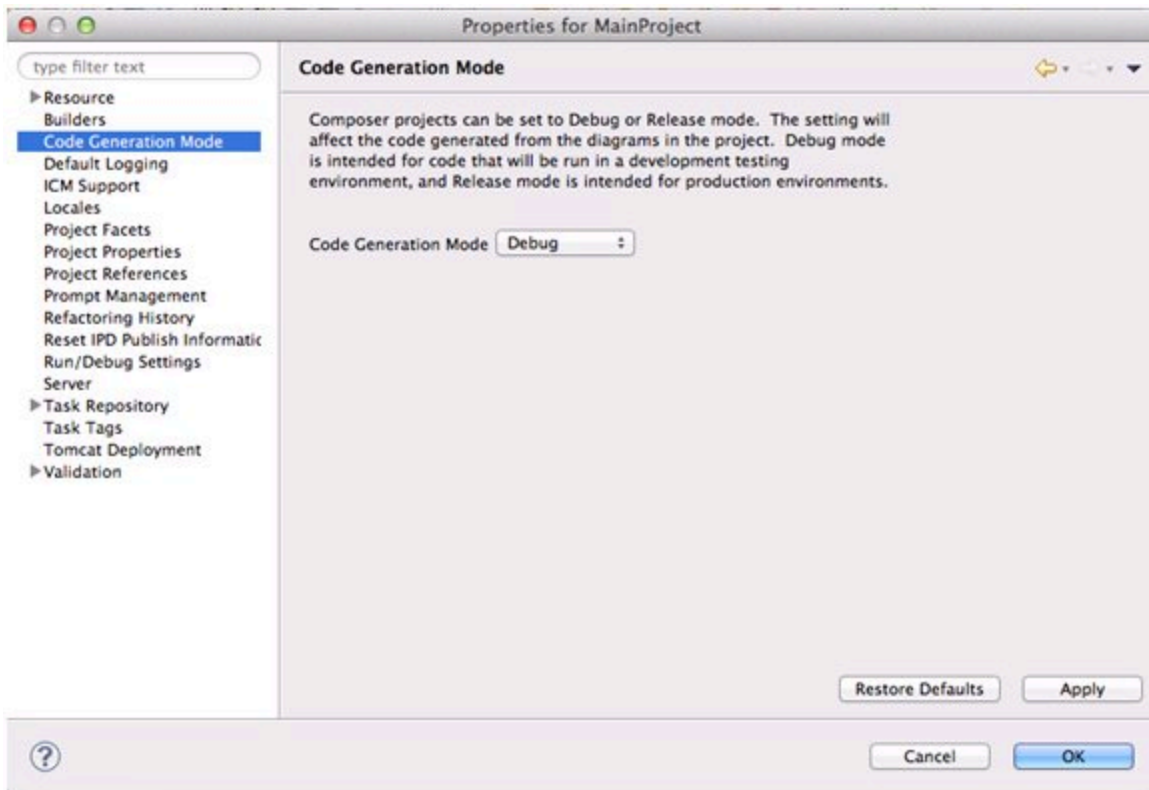 Properties for MainProject
type filter text
Resource
Builders
Code Generation Mode
Default Logging
ICM Support
Locales
Project Facets
Project Properties
Project References
Prompt Management
Refactoring History
Reset IPD Publish Informatic
Run/Debug Settings
Server
Task Repository
Task Tags
Tomcat Deployment
Validation
Code Generation Mode
Composer projects can be set to Debug or Release mode. The setting will
affect the code generated from the diagrams in the project. Debug mode
is intended for code that will be run in a development testing
environment, and Release mode is intended for production environments.
Code Generation Mode Debug
Restore Defaults Apply
? Cancel OK